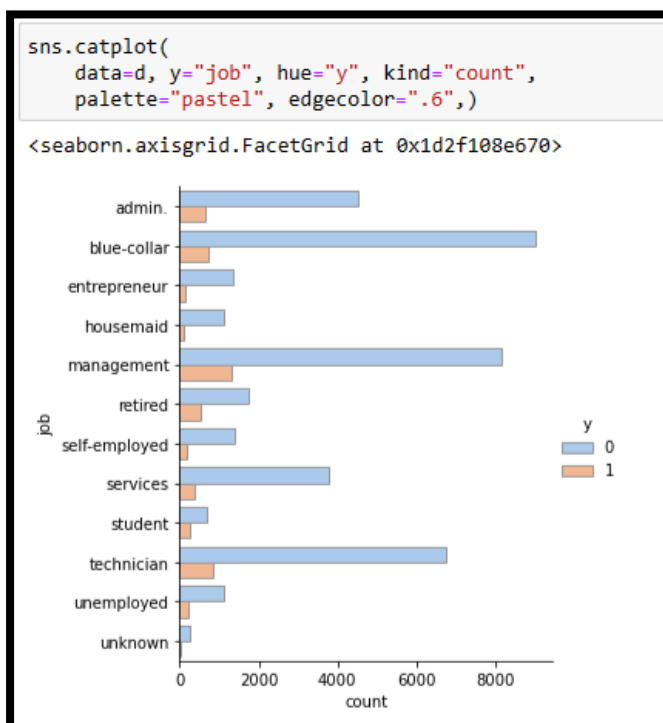 sns.catplot(
    data=d, y="job", hue="y", kind="count",
    palette="pastel", edgecolor=".6",)
<seaborn.axisgrid.FacetGrid at 0x1d2f108e670>
admin.
blue-collar
entrepreneur
housemaid
management
retired
self-employed
services
student
technician
unemployed
unknown
job
0 2000 4000 6000 8000
count
y
0
1